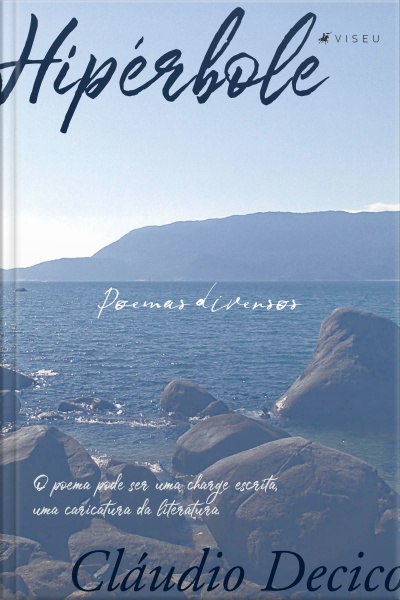 Hipérbole
VISEU
Poemas diversos
O poema pode ser uma charge escrita,
uma caricatura da literatura.
Cláudio Decico